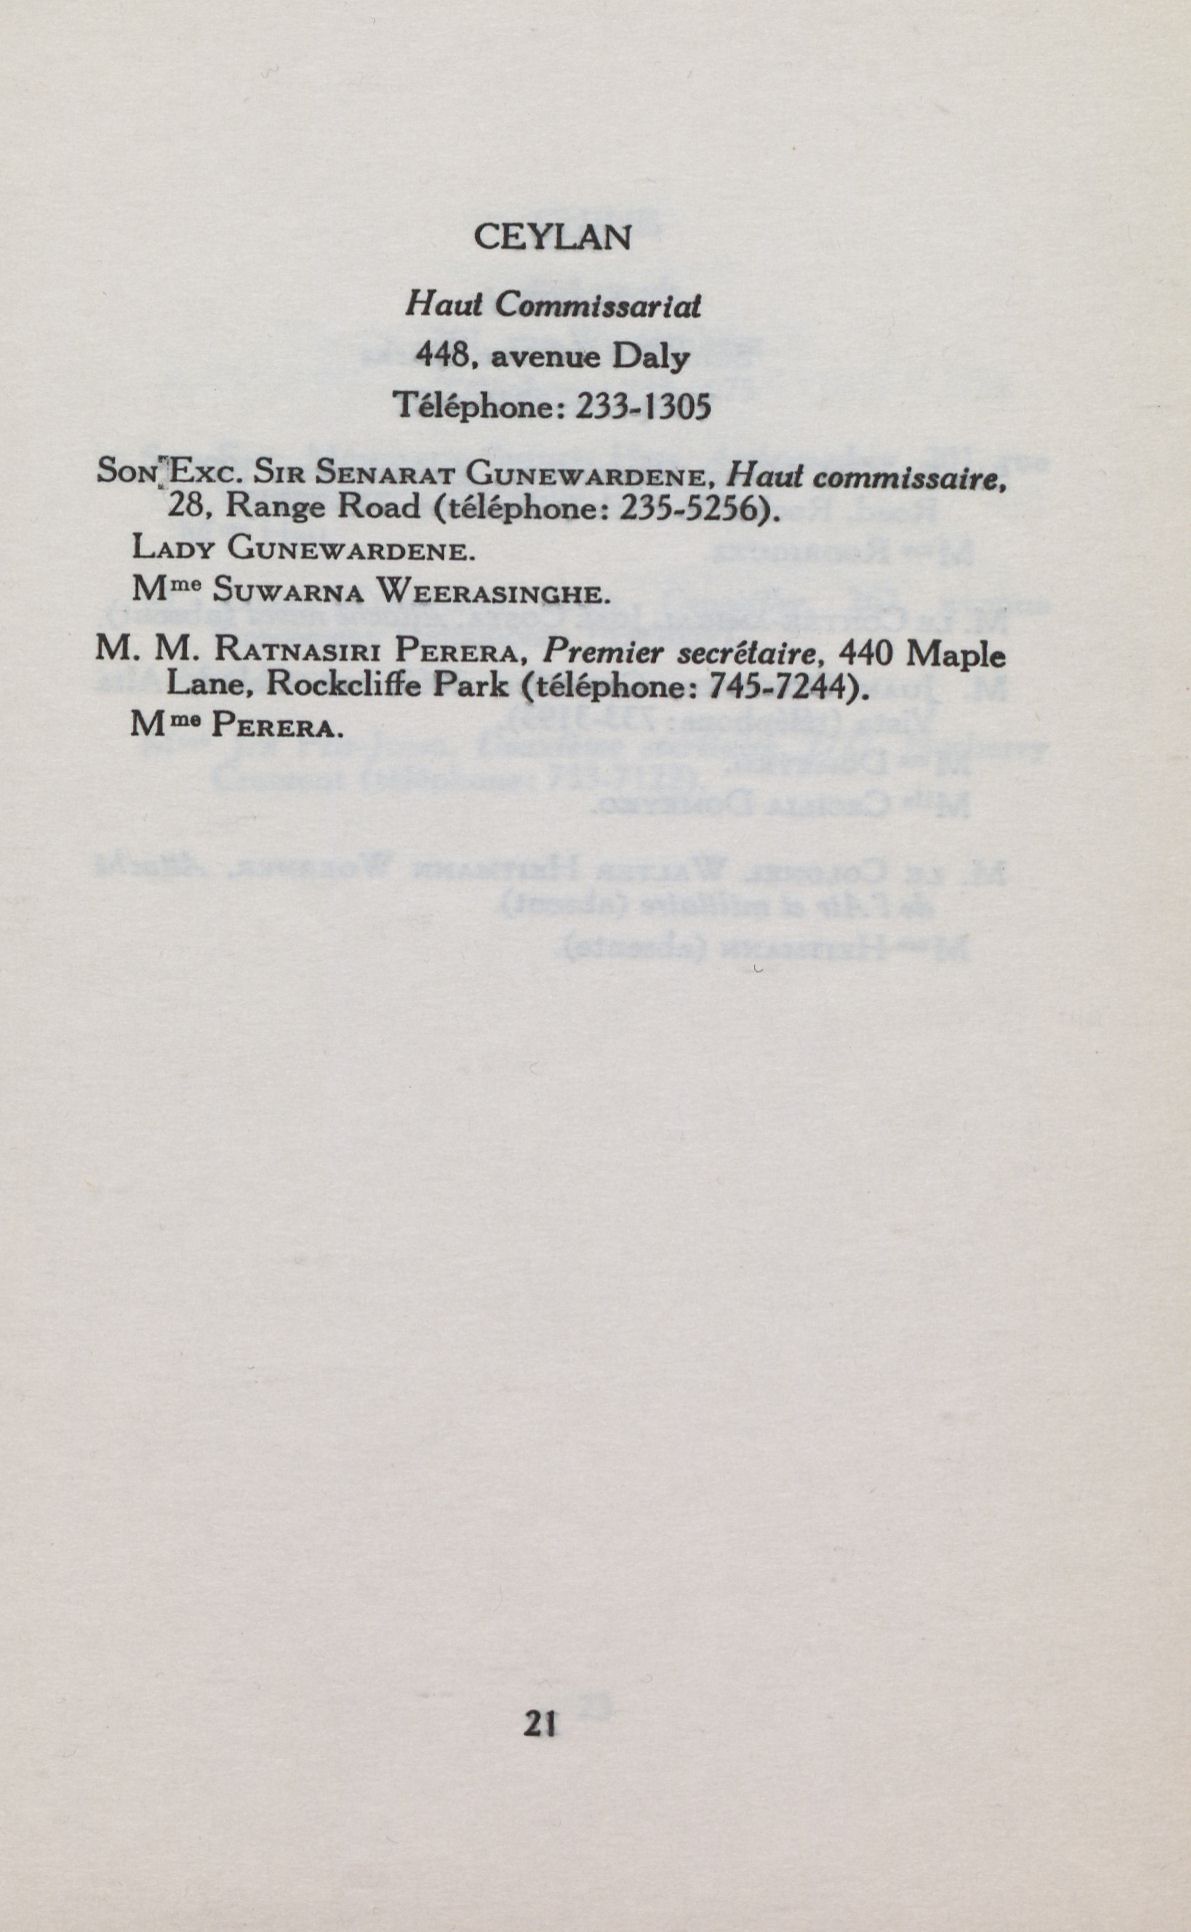 CEYLAN
Haut Commissariat
448, avenue Daly
Téléphone: 233-1305
SON EXC. SIR SENARAT GUNEWARDENE, Haut commissaire,
28, Range Road (téléphone: 235-5256).
LADY GUNEWARDENE.
Mme SUWARNA WEERASINGHE.
M. M. RATNASIRI PERERA, Premier secrétaire, 440 Maple
Lane, Rockcliffe Park (téléphone: 745-7244).
Mme PERERA.
21